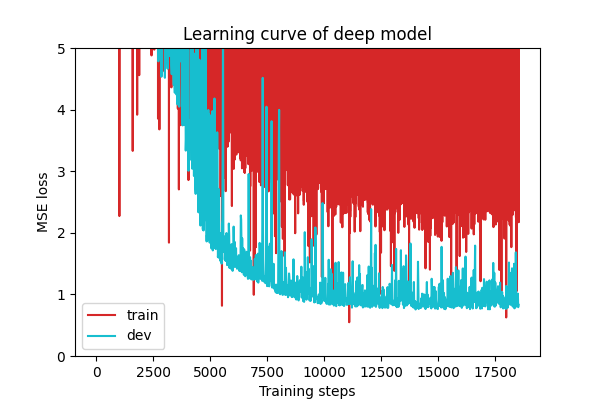 Learning curve of deep model
MSE loss
5
4
3
2
1
0
train
dev
0 2500 5000 7500 10000 12500 15000 17500
Training steps